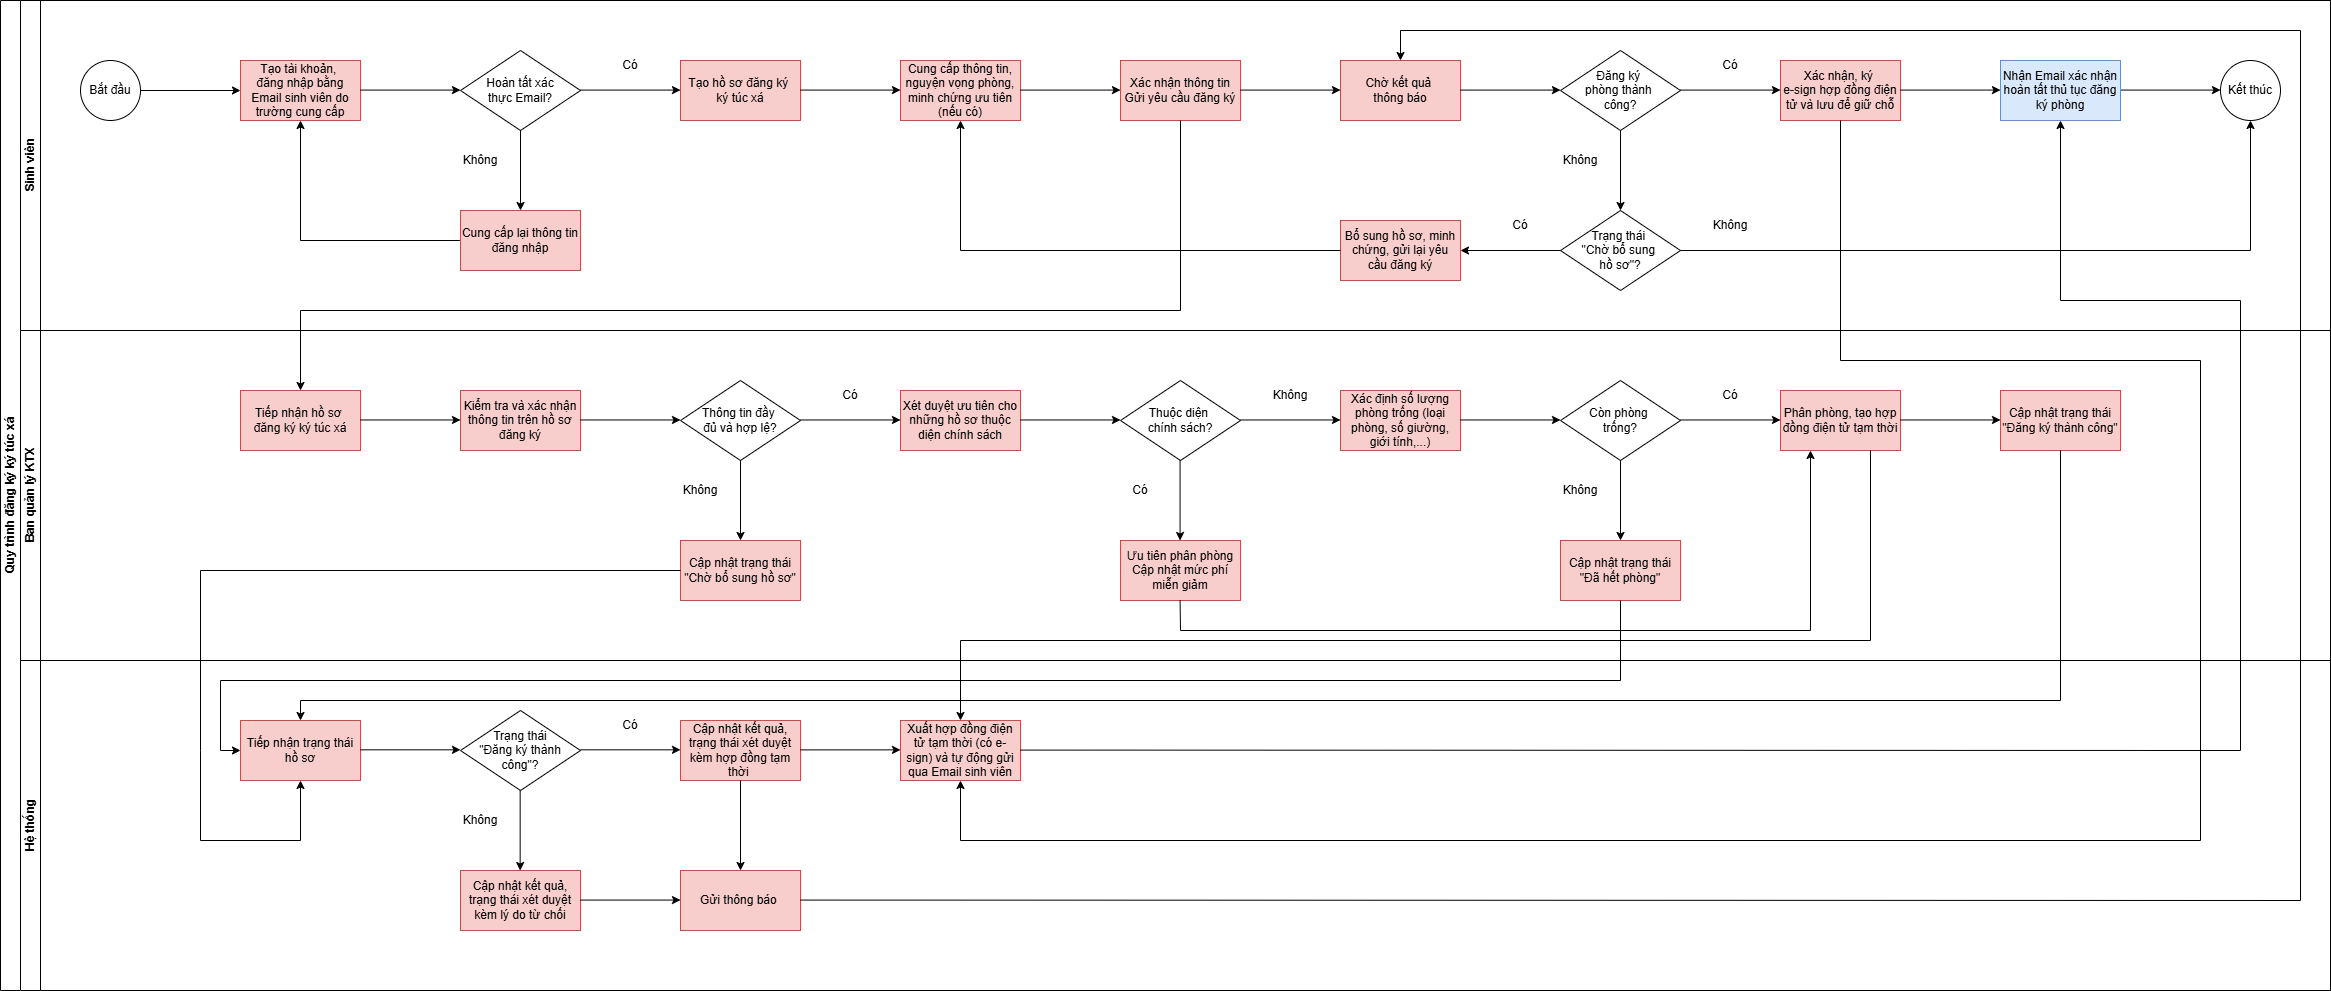 Quy trình đăng ký ký túc xá
Sinh viên
Bắt đầu
Tạo tài khoản,
đăng nhập bằng
Email sinh viên do
trường cung cấp
Hoàn tất xác
thực Email?
Có
Không
Cung cấp lại thông tin
đăng nhập
Tạo hồ sơ đăng ký
ký túc xá
Cung cấp thông tin,
nguyện vọng phòng,
minh chứng ưu tiên
(nếu có)
Xác nhận thông tin
Gửi yêu cầu đăng ký
Chờ kết quả
thông báo
Đăng ký
phòng thành
công?
Có
Không
Trạng thái
"Chờ bổ sung
hồ sơ"?
Có
Không
Bổ sung hồ sơ, minh
chứng, gửi lại yêu
cầu đăng ký
Xác nhận, ký
e-sign hợp đồng điện
tử và lưu để giữ chỗ
Nhận Email xác nhận
hoàn tất thủ tục đăng
ký phòng
Kết thúc
Ban quản lý KTX
Tiếp nhận hồ sơ
đăng ký ký túc xá
Kiểm tra và xác nhận
thông tin trên hồ sơ
đăng ký
Thông tin đầy
đủ và hợp lệ?
Có
Không
Cập nhật trạng thái
"Chờ bổ sung hồ sơ"
Xét duyệt ưu tiên cho
những hồ sơ thuộc
diện chính sách
Thuộc diện
chính sách?
Không
Có
Ưu tiên phân phòng
Cập nhật mức phí
miễn giảm
Xác định số lượng
phòng trống (loại
phòng, số giường,
giới tính,...)
Còn phòng
trống?
Có
Không
Cập nhật trạng thái
"Đã hết phòng"
Phân phòng, tạo hợp
đồng điện tử tạm thời
Cập nhật trạng thái
"Đăng ký thành công"
Hệ thống
Tiếp nhận trạng thái
hồ sơ
Trạng thái
"Đăng ký thành
công"?
Có
Không
Cập nhật kết quả,
trạng thái xét duyệt
kèm lý do từ chối
Cập nhật kết quả,
trạng thái xét duyệt
kèm hợp đồng tạm
thời
Gửi thông báo
Xuất hợp đồng điện
tử tạm thời (có e-
sign) và tự động gửi
qua Email sinh viên